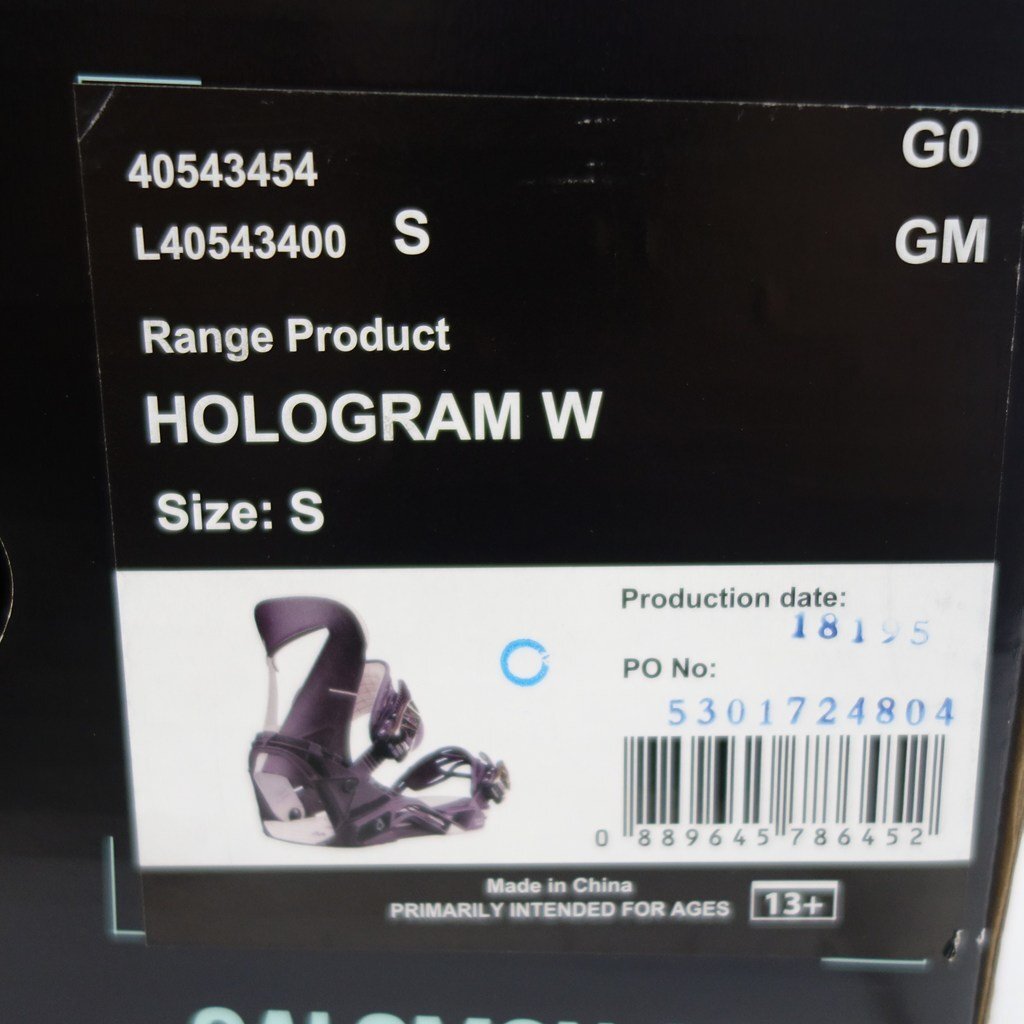 40543454
G0
L40543400 S
GM
Range Product
HOLOGRAM W
Size: S
Production date:
18195
PO No:
5301724804
0 889645 786452
Made in China
PRIMARILY INTENDED FOR AGES 13+
SALOMON